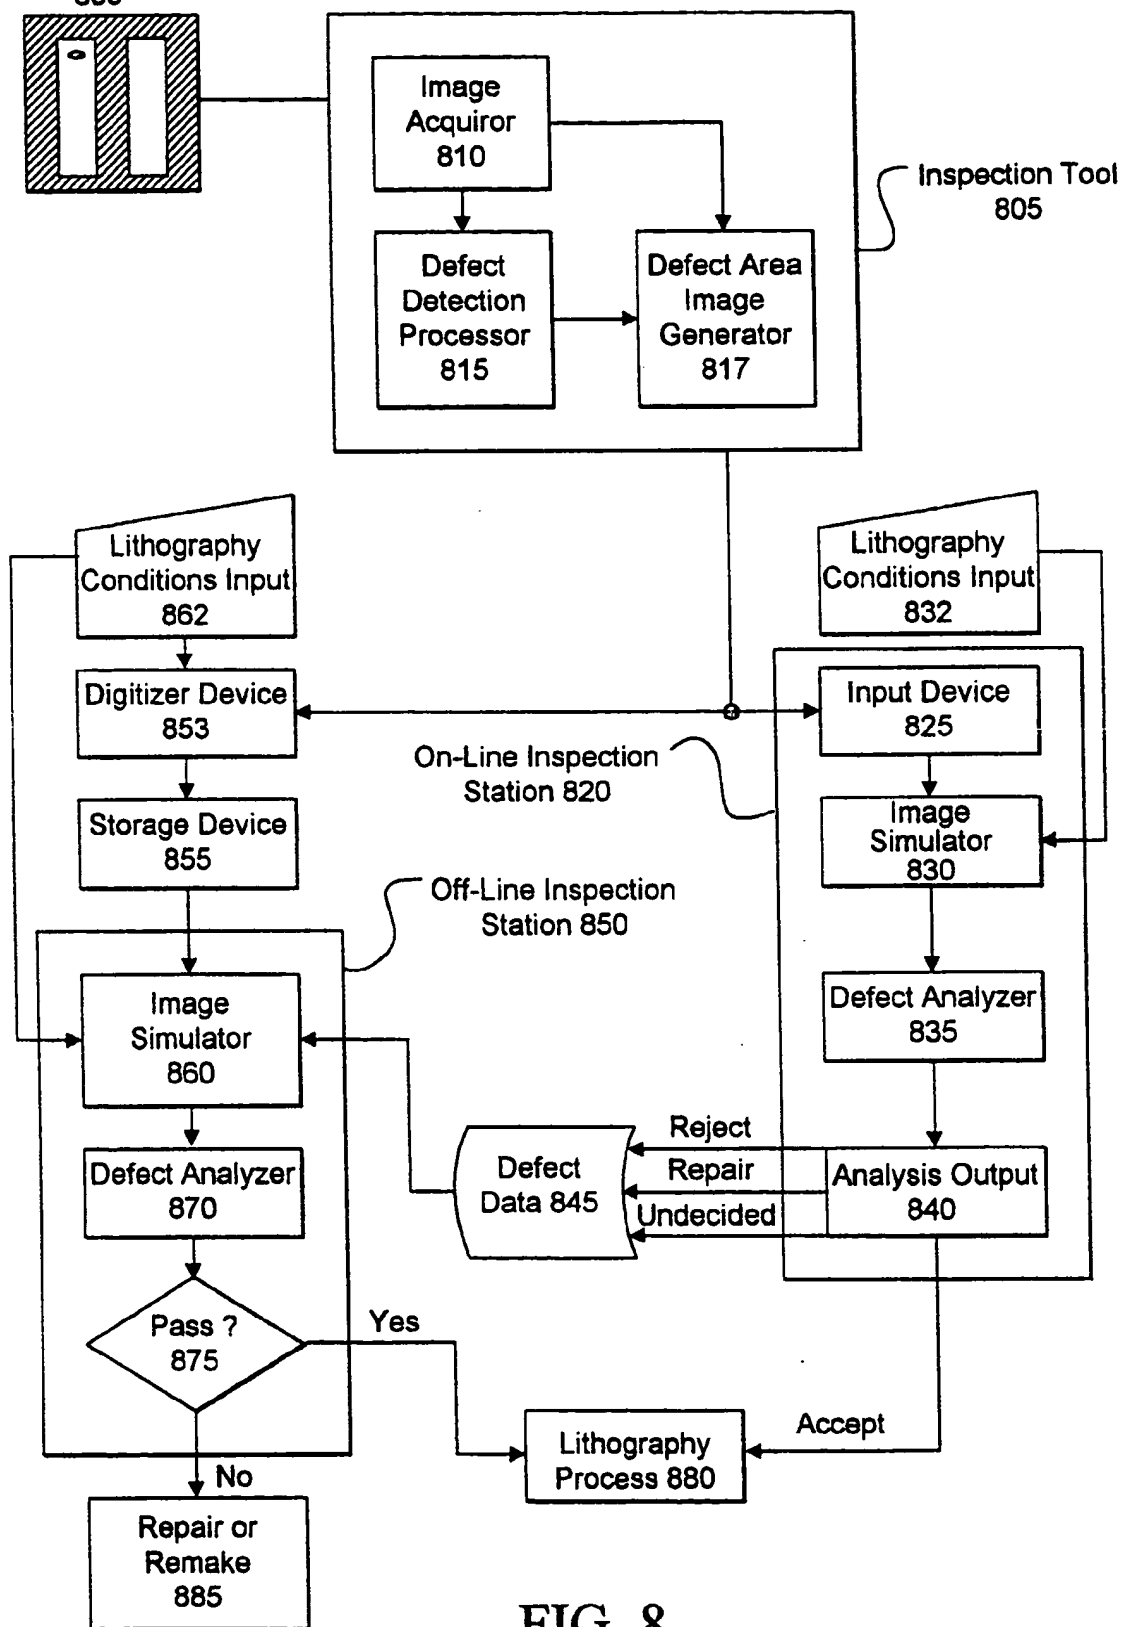 Image
Acquiror
810
Inspection Tool
805
Defect
Detection
Processor
815
Defect Area
Image
Generator
817
Lithography
Conditions Input
862
Lithography
Conditions Input
832
Digitizer Device
853
Input Device
825
On-Line Inspection
Station 820
Storage Device
855
Image
Simulator
830
Off-Line Inspection
Station 850
Image
Simulator
860
Defect Analyzer
835
Defect Analyzer
870
Defect
Data 845
Reject
Repair
Undecided
Analysis Output
840
Pass ?
875
Yes
No
Lithography
Process 880
Accept
Repair or
Remake
885
FIG. 8